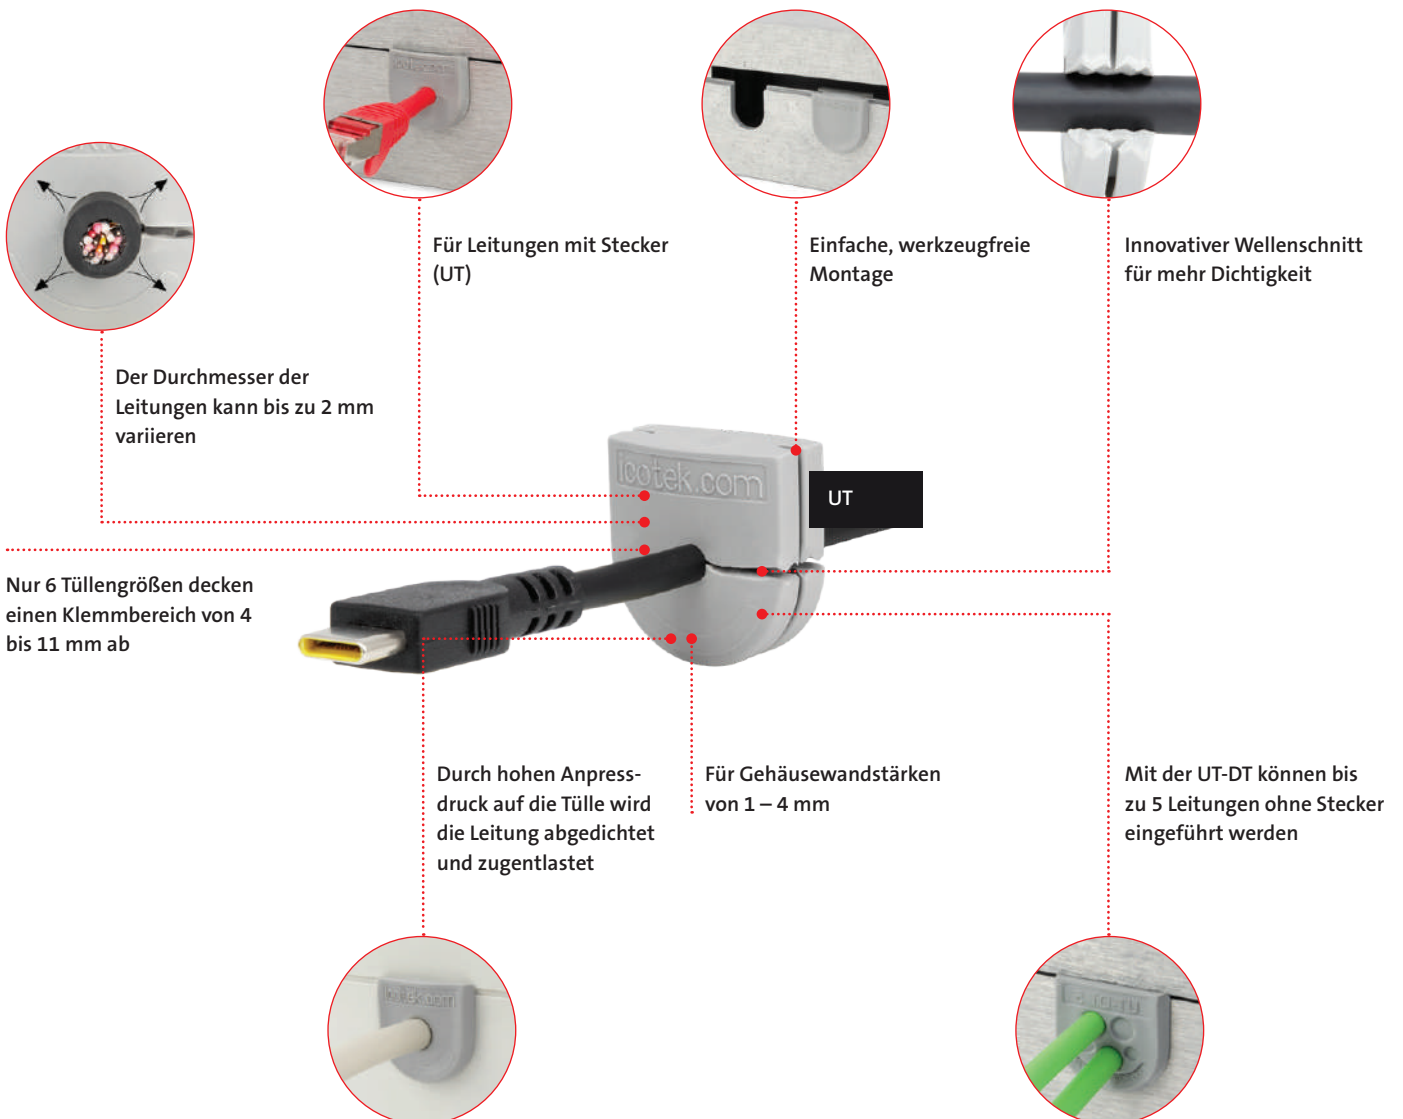 Für Leitungen mit Stecker
(UT)
Einfache, werkzeugfreie
Montage
Innovativer Wellenschnitt
für mehr Dichtigkeit
Der Durchmesser der
Leitungen kann bis zu 2 mm
variieren
icotek.com
UT
Nur 6 Tüllengrößen decken
einen Klemmbereich von 4
bis 11 mm ab
Durch hohen Anpress-
druck auf die Tülle wird
die Leitung abgedichtet
und zugentlastet
Für Gehäusewandstärken
von 1 – 4 mm
Mit der UT-DT können bis
zu 5 Leitungen ohne Stecker
eingeführt werden
icotek.com